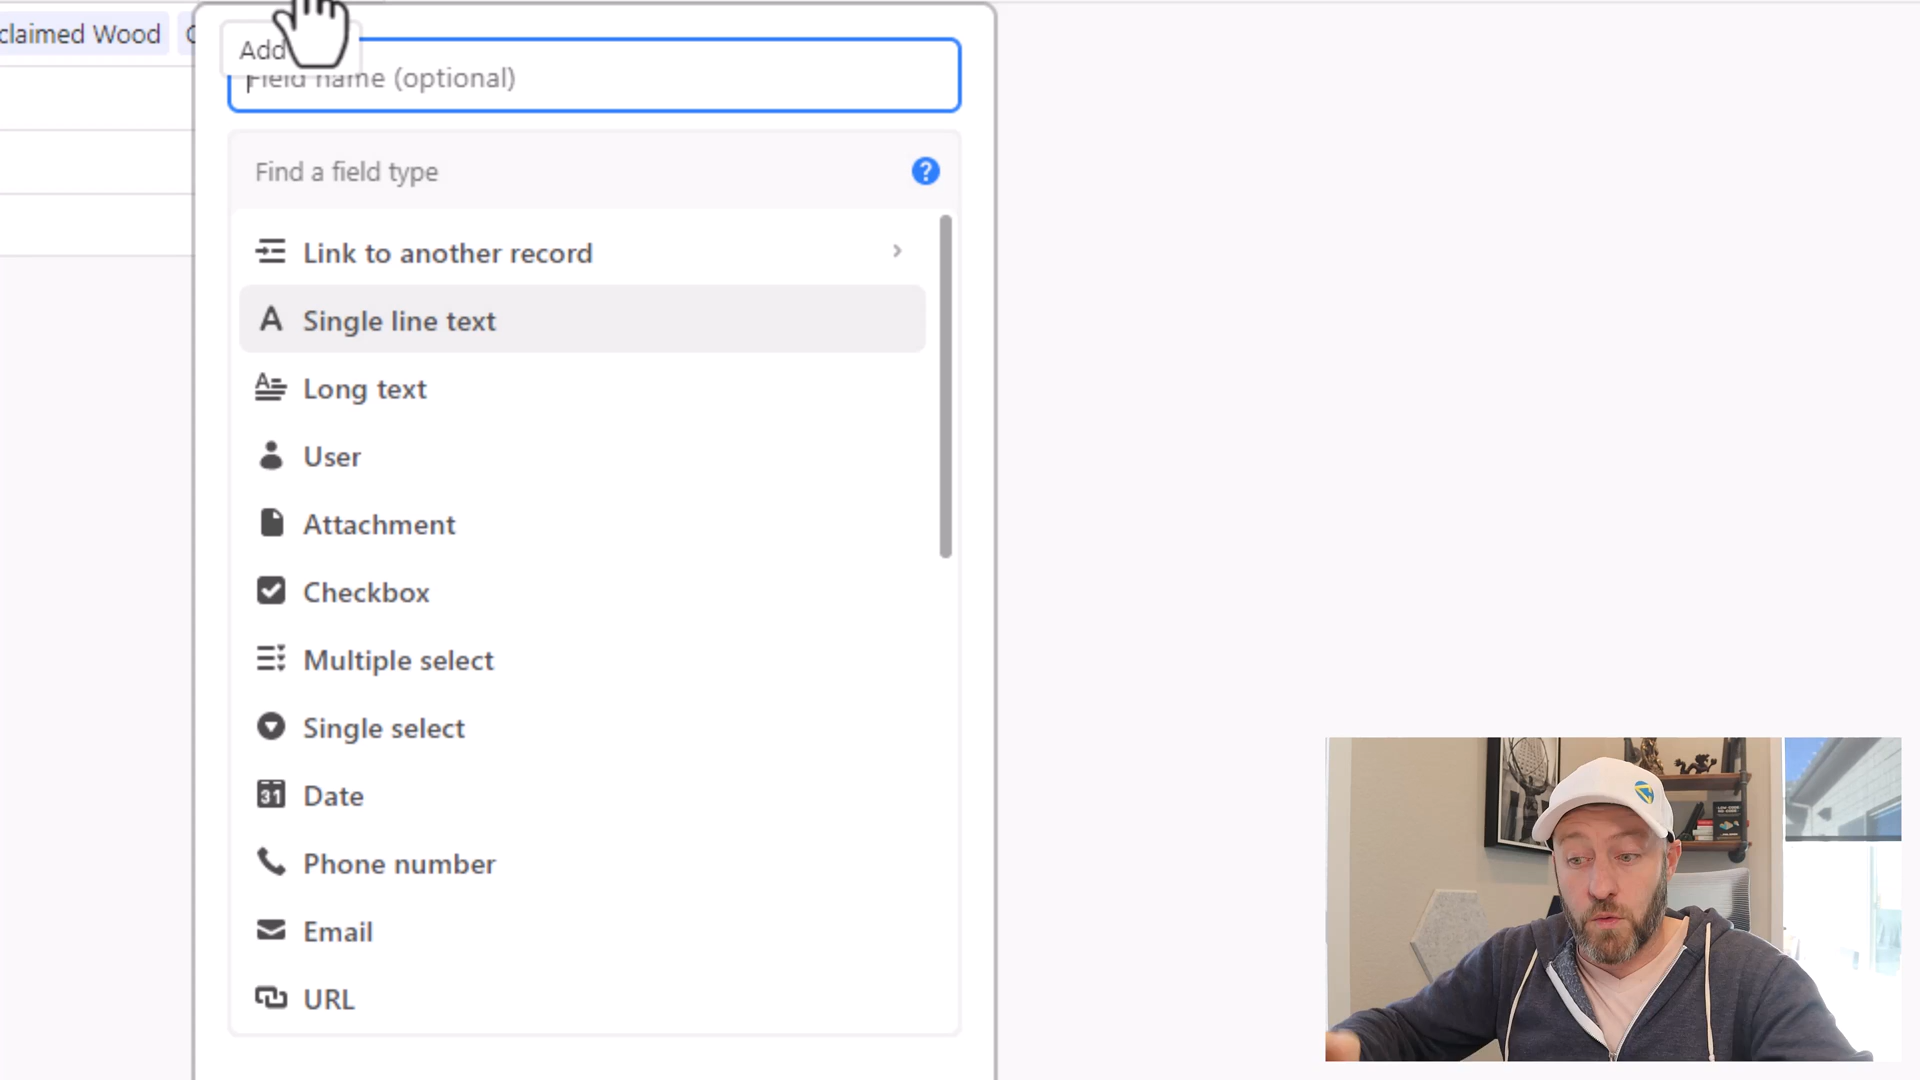 claimed Wood
Add
Field name (optional)
Find a field type
?
Link to another record
A Single line text
Long text
User
Attachment
Checkbox
Multiple select
Single select
31 Date
Phone number
Email
URL